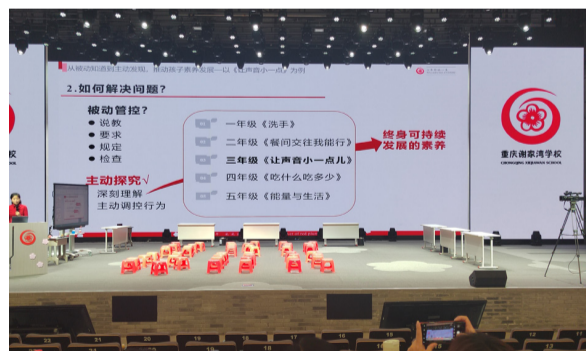 从被动知道到主动发现，推动孩子素养发展--以《让声音小一点》为例
2.如何解决问题？
被动管控？
● 说教
● 要求
● 规定
● 检查
主动探究√
深刻理解
主动调控行为
一年级《洗手》
二年级《餐间交往我能行》
三年级《让声音小一点儿》
四年级《吃什么吃多少》
五年级《能量与生活》
终身可持续
发展的素养
重庆谢家湾学校
学校